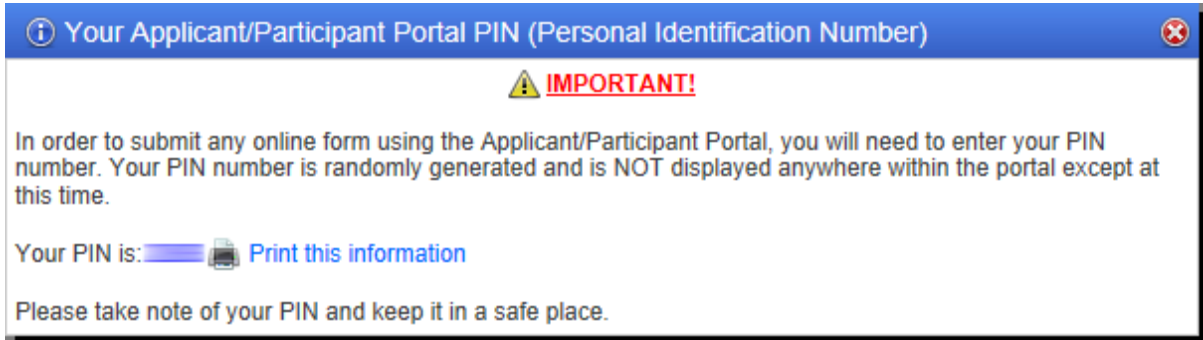 Your Applicant/Participant Portal PIN (Personal Identification Number)
IMPORTANT!
In order to submit any online form using the Applicant/Participant Portal, you will need to enter your PIN
number. Your PIN number is randomly generated and is NOT displayed anywhere within the portal except at
this time.
Your PIN is: Print this information
Please take note of your PIN and keep it in a safe place.